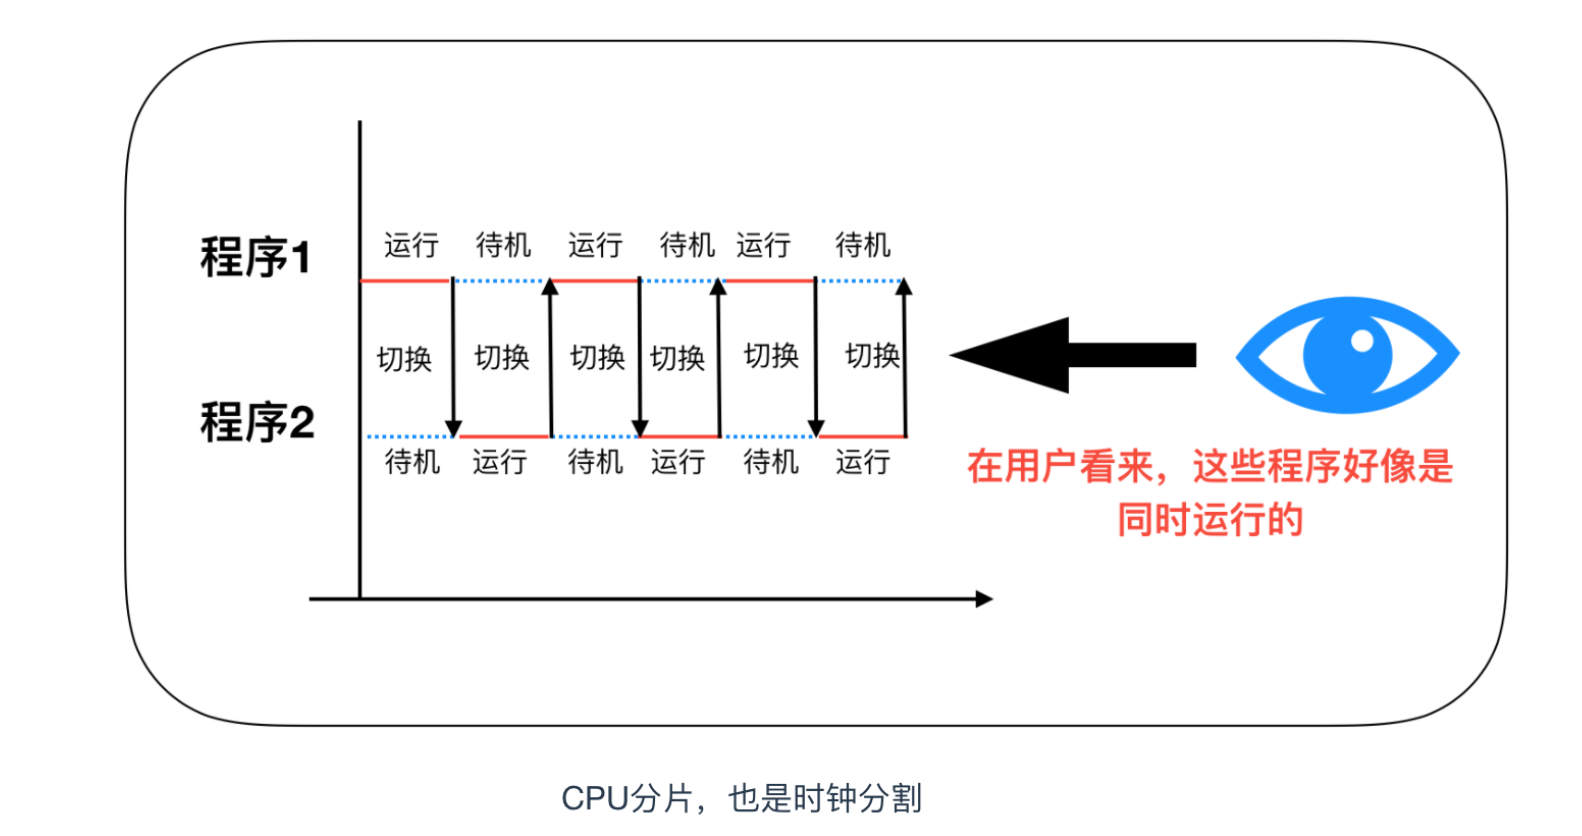 运行 待机 运行 待机 运行 待机
程序1
切换 切换 切换 切换 切换 切换
程序2
待机 运行 待机 运行 待机 运行
在用户看来，这些程序好像是
同时运行的
CPU分片，也是时钟分割